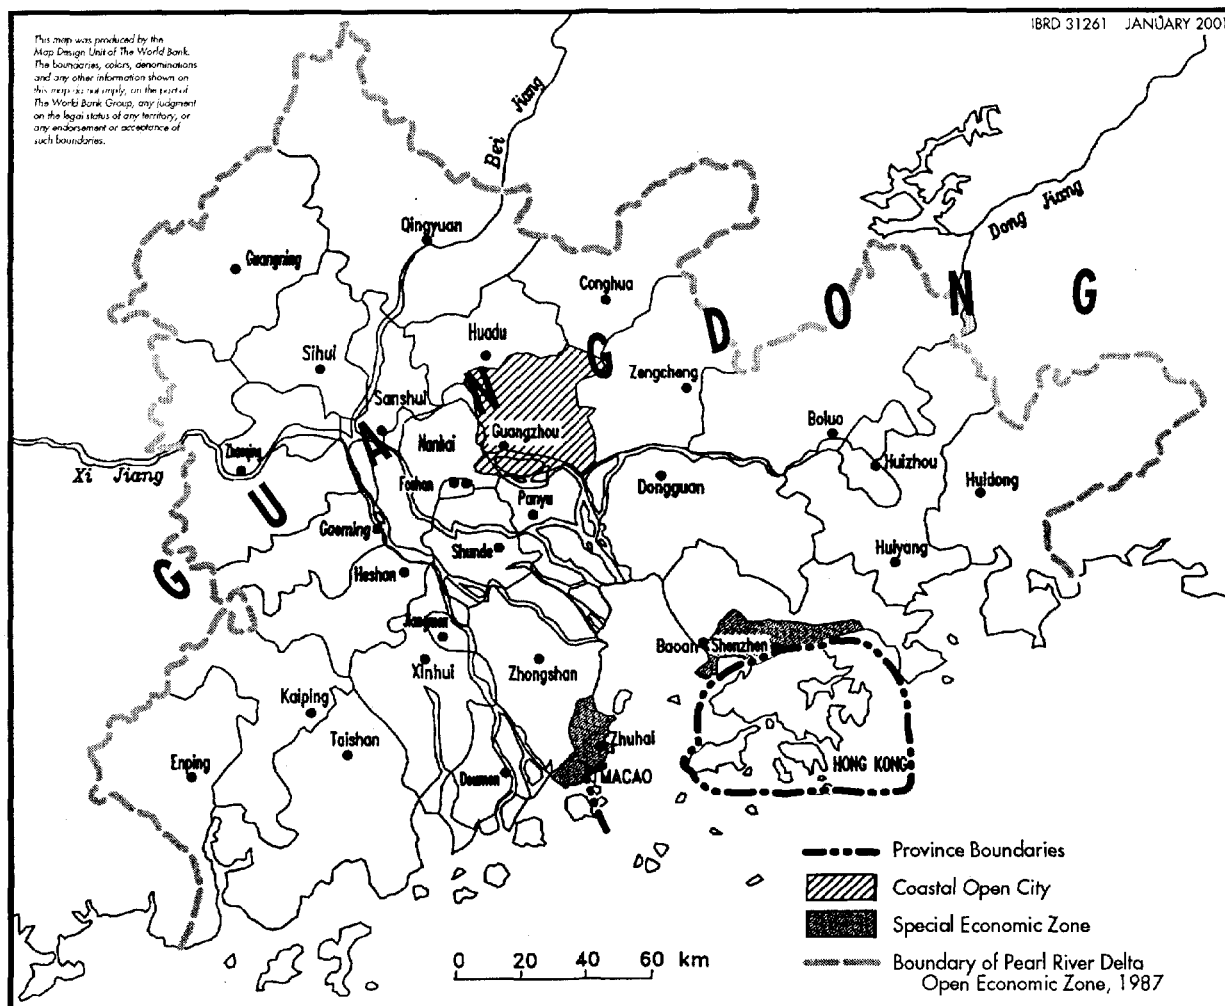 This map was produced by the
Map Design Unit of The World Bank.
The boundaries, colors, denominations
and any other information shown on
this map do not imply, on the part of
The World Bank Group, any judgment
on the legal status of any territory, or
any endorsement or acceptance of
such boundaries.
IBRD 31261 JANUARY 2001
Bei Jiang
Dong Jiang
Qingyuan
Guangning
Conghua
GUANGDONG
Huadu
Sihui
Zengcheng
Sanshui
Boluo
Nanhai
Guangzhou
Zhaoqing
Huizhou
Xi Jiang
Foshan
Dongguan
Huidong
Panyu
Gaoming
Shunde
Huiyang
Heshan
Jiangmen
Baoan
Shenzhen
Xinhui
Zhongshan
Kaiping
Taishan
Zhuhai
Enping
Doumen
MACAO
HONG KONG
Province Boundaries
Coastal Open City
Special Economic Zone
Boundary of Pearl River Delta
Open Economic Zone, 1987
0 20 40 60 km